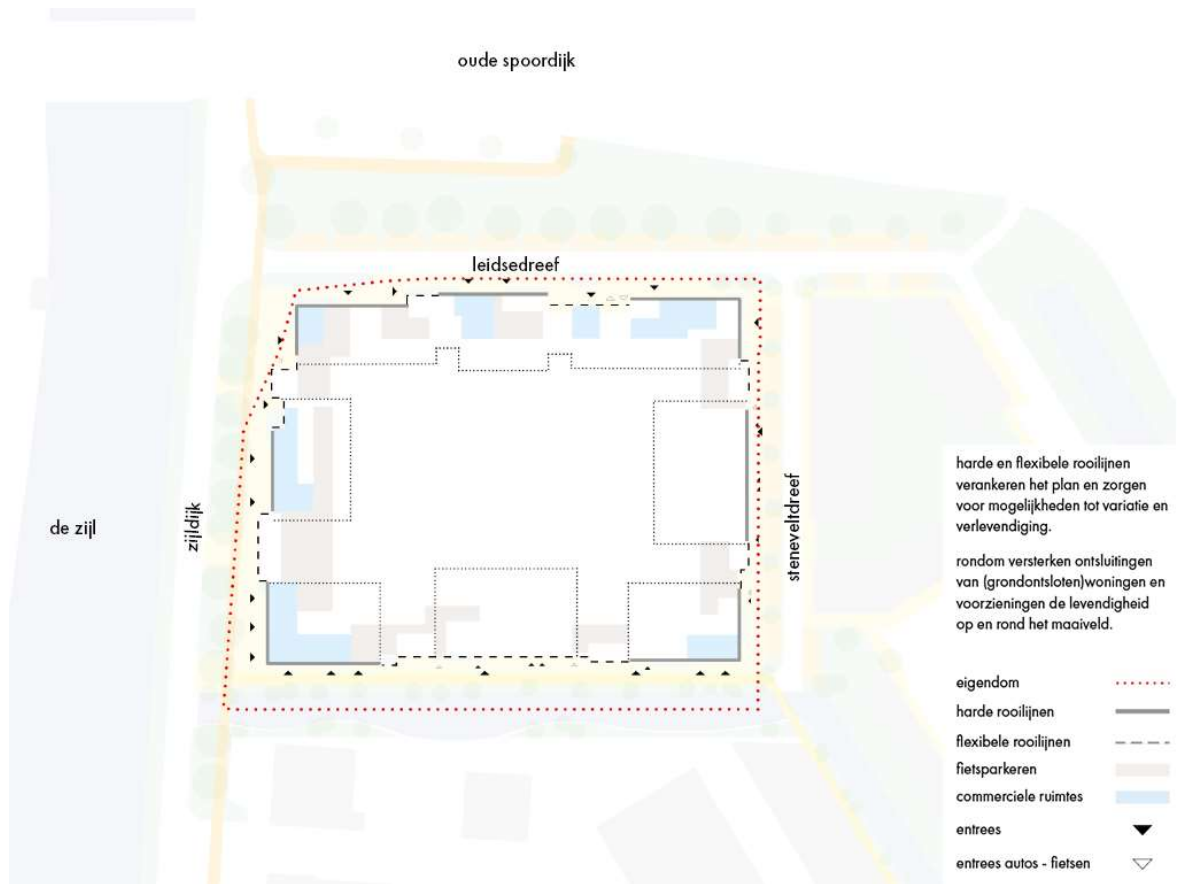 oude spoordijk
leidsedreef
de zijl
zijldijk
steneveltdreef
harde en flexibele rooilijnen
verankeren het plan en zorgen
voor mogelijkheden tot variatie en
verlevendiging.
rondom versterken ontsluitingen
van (grondontsloten)woningen en
voorzieningen de levendigheid
op en rond het maaiveld.
eigendom
harde rooilijnen
flexibele rooilijnen
fietsparkeren
commerciele ruimtes
entrees
entrees autos - fietsen